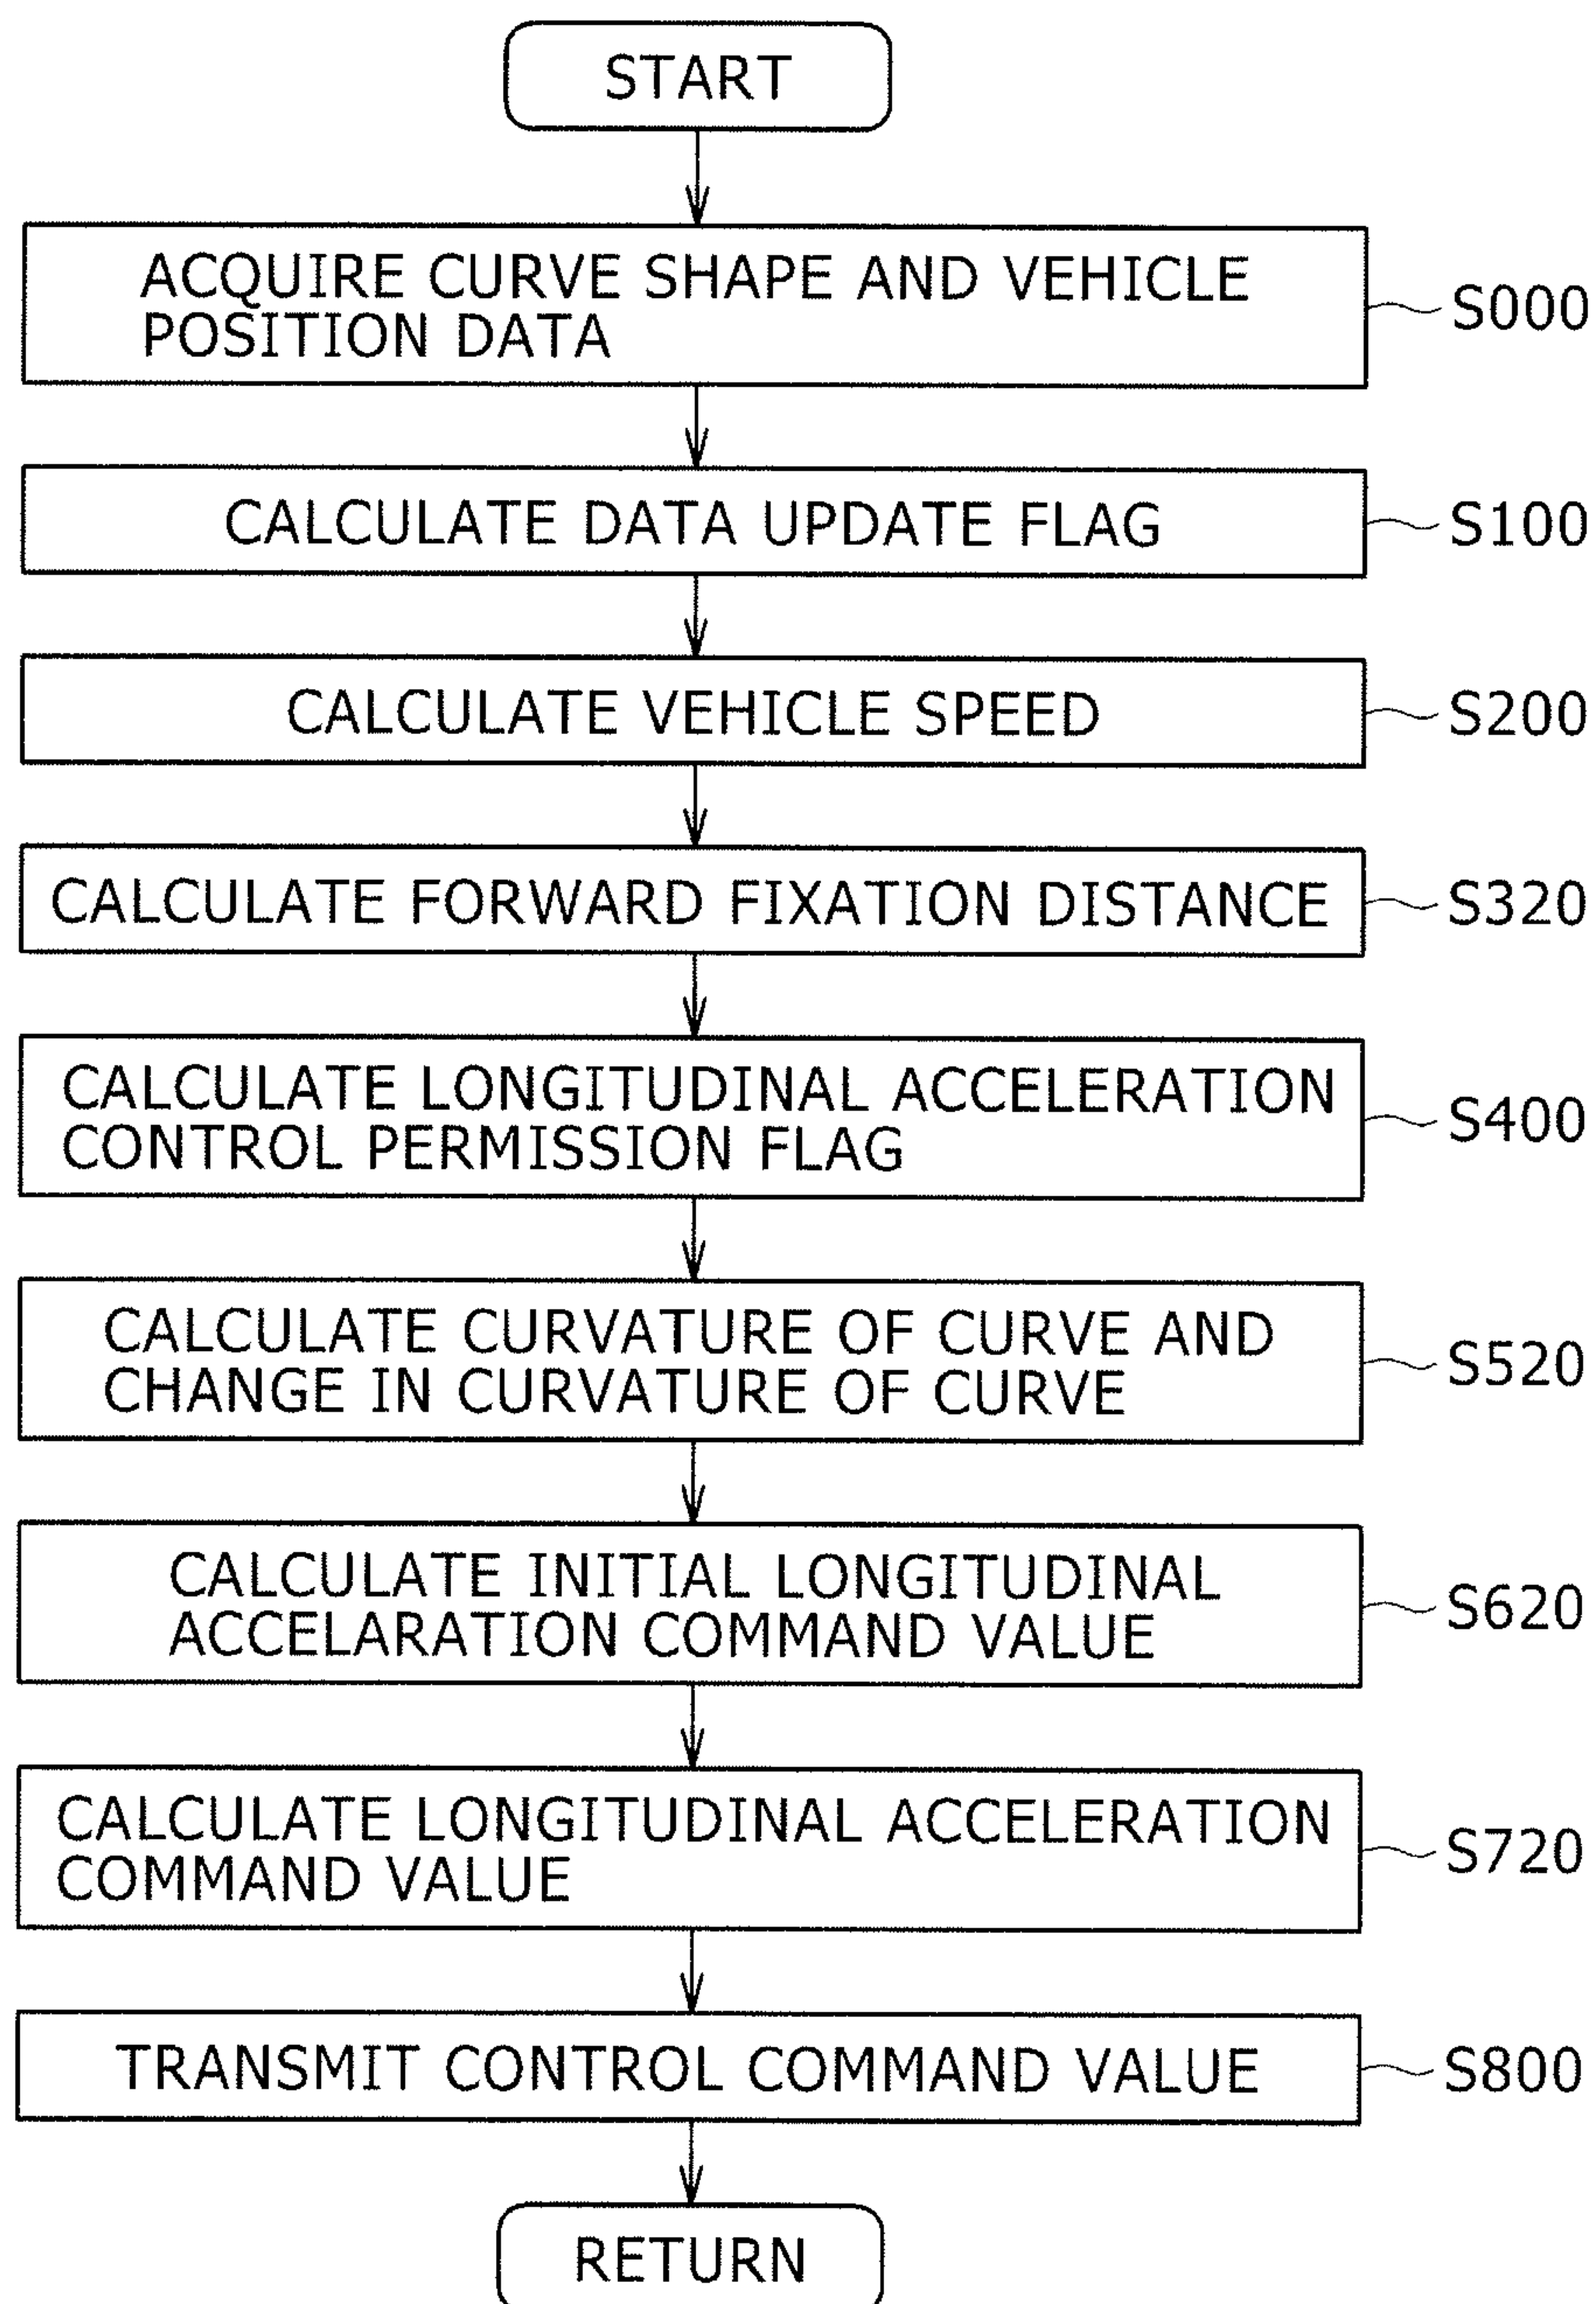 START
ACQUIRE CURVE SHAPE AND VEHICLE
POSITION DATA
S000
CALCULATE DATA UPDATE FLAG
S100
CALCULATE VEHICLE SPEED
S200
CALCULATE FORWARD FIXATION DISTANCE
S320
CALCULATE LONGITUDINAL ACCELERATION
CONTROL PERMISSION FLAG
S400
CALCULATE CURVATURE OF CURVE AND
CHANGE IN CURVATURE OF CURVE
S520
CALCULATE INITIAL LONGITUDINAL
ACCELARATION COMMAND VALUE
S620
CALCULATE LONGITUDINAL ACCELERATION
COMMAND VALUE
S720
TRANSMIT CONTROL COMMAND VALUE
S800
RETURN